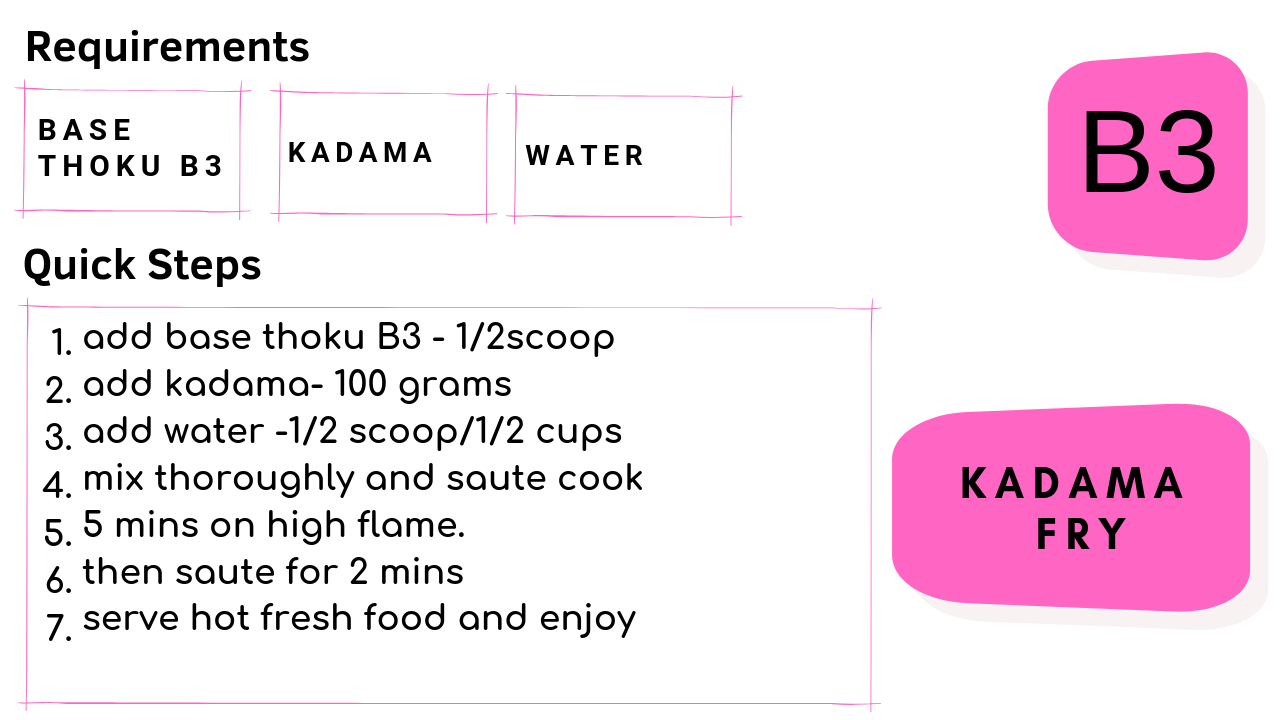 Requirements
BASE
THOKU B3
KADAMA
WATER
B3
Quick Steps
1. add base thoku B3 - 1/2scoop
2. add kadama- 100 grams
3. add water -1/2 scoop/1/2 cups
4. mix thoroughly and saute cook
5. 5 mins on high flame.
6. then saute for 2 mins
7. serve hot fresh food and enjoy
KADAMA
FRY